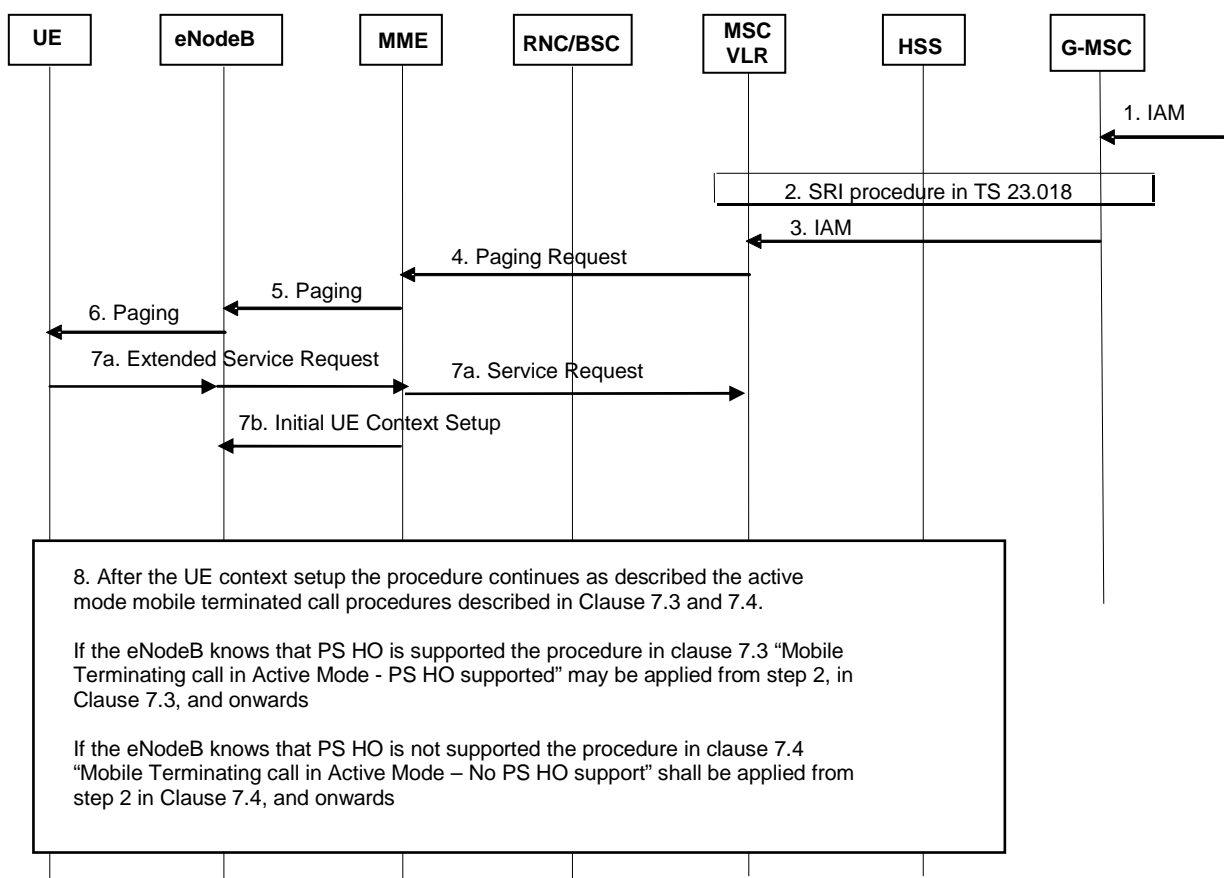 UE
eNodeB
MME
RNC/BSC
MSC
VLR
HSS
G-MSC
1. IAM
2. SRI procedure in TS 23.018
3. IAM
4. Paging Request
5. Paging
6. Paging
7a. Extended Service Request
7a. Service Request
7b. Initial UE Context Setup
8. After the UE context setup the procedure continues as described the active
mode mobile terminated call procedures described in Clause 7.3 and 7.4.
If the eNodeB knows that PS HO is supported the procedure in clause 7.3 “Mobile
Terminating call in Active Mode - PS HO supported” may be applied from step 2, in
Clause 7.3, and onwards
If the eNodeB knows that PS HO is not supported the procedure in clause 7.4
“Mobile Terminating call in Active Mode – No PS HO support” shall be applied from
step 2 in Clause 7.4, and onwards